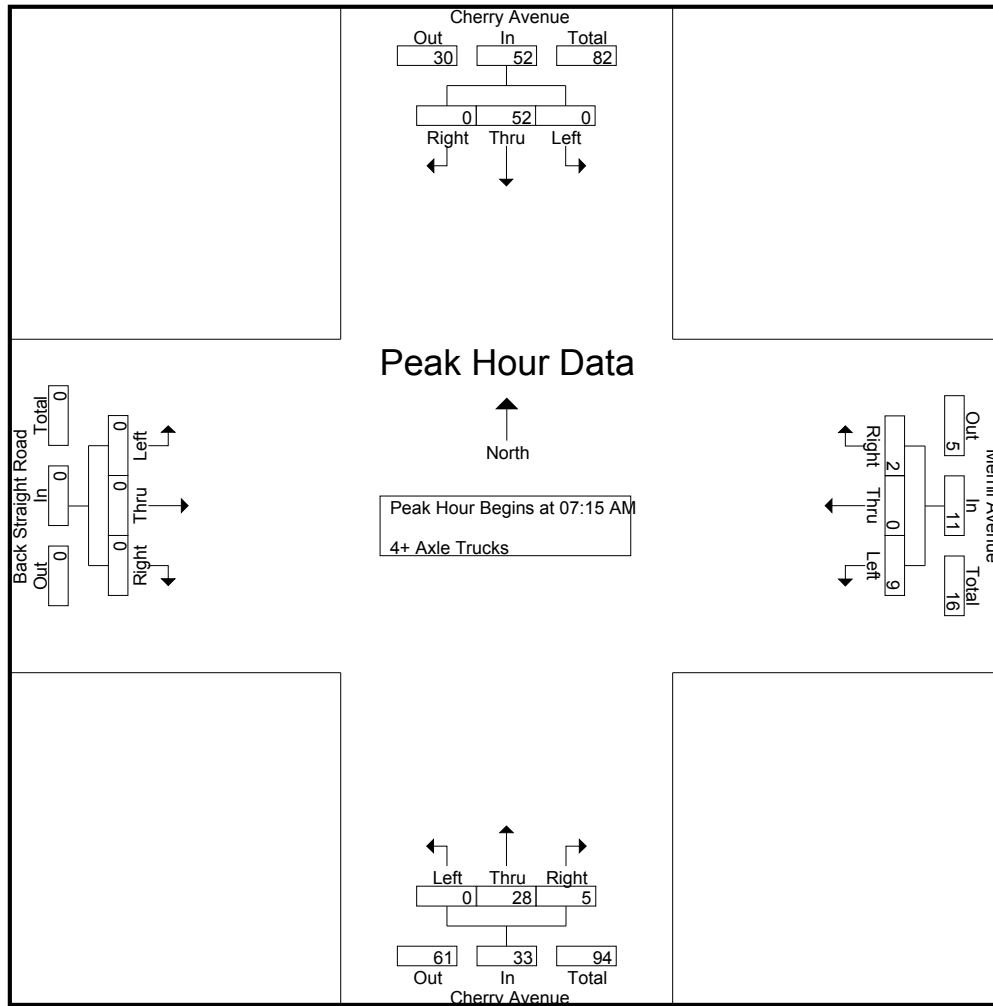 Cherry Avenue
Out In Total
30 52 82
0 52 0
Right Thru Left
Peak Hour Data
North
Peak Hour Begins at 07:15 AM
4+ Axle Trucks
Back Straight Road
Out In Total
0 0 0
Left Thru Right
0 0 0
Avenue
Out In Total
5 11 16
Right Thru Left
2 0 9
Left Thru Right
0 28 5
61 33 94
Out In Total
Cherry Avenue